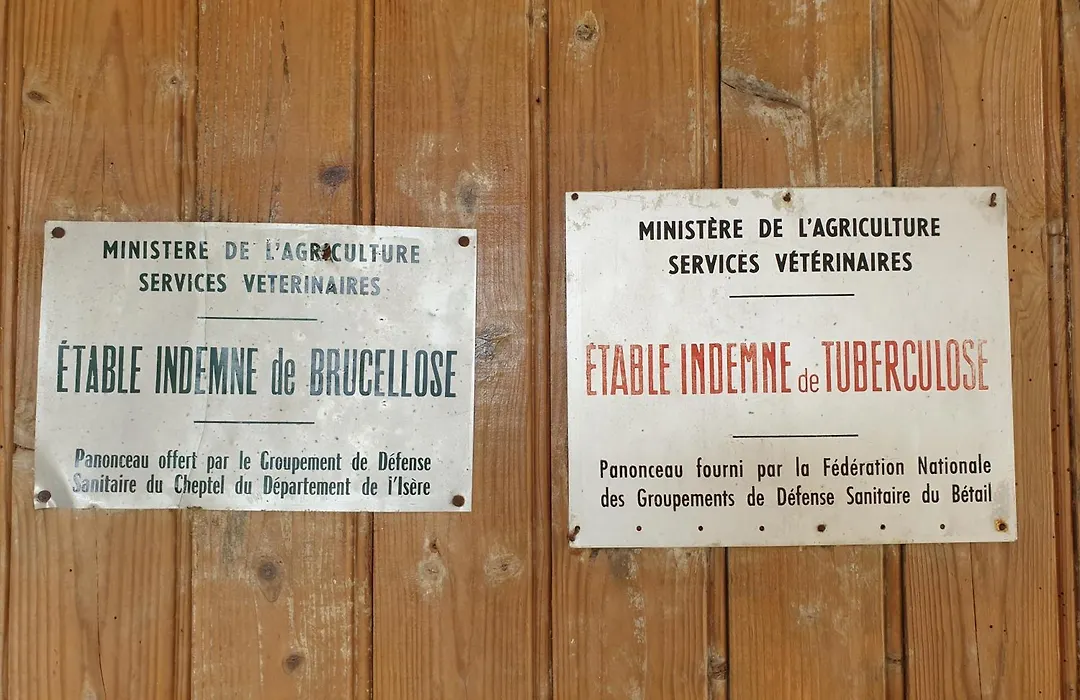 MINISTERE DE L'AGRICULTURE
SERVICES VETERINAIRES
ÉTABLE INDEMNE de BRUCELLOSE
Panonceau offert par le Groupement de Défense
Sanitaire du Cheptel du Département de l'Isère
MINISTÈRE DE L'AGRICULTURE
SERVICES VÉTÉRINAIRES
ÉTABLE INDEMNE de TUBERCULOSE
Panonceau fourni par la Fédération Nationale
des Groupements de Défense Sanitaire du Bétail